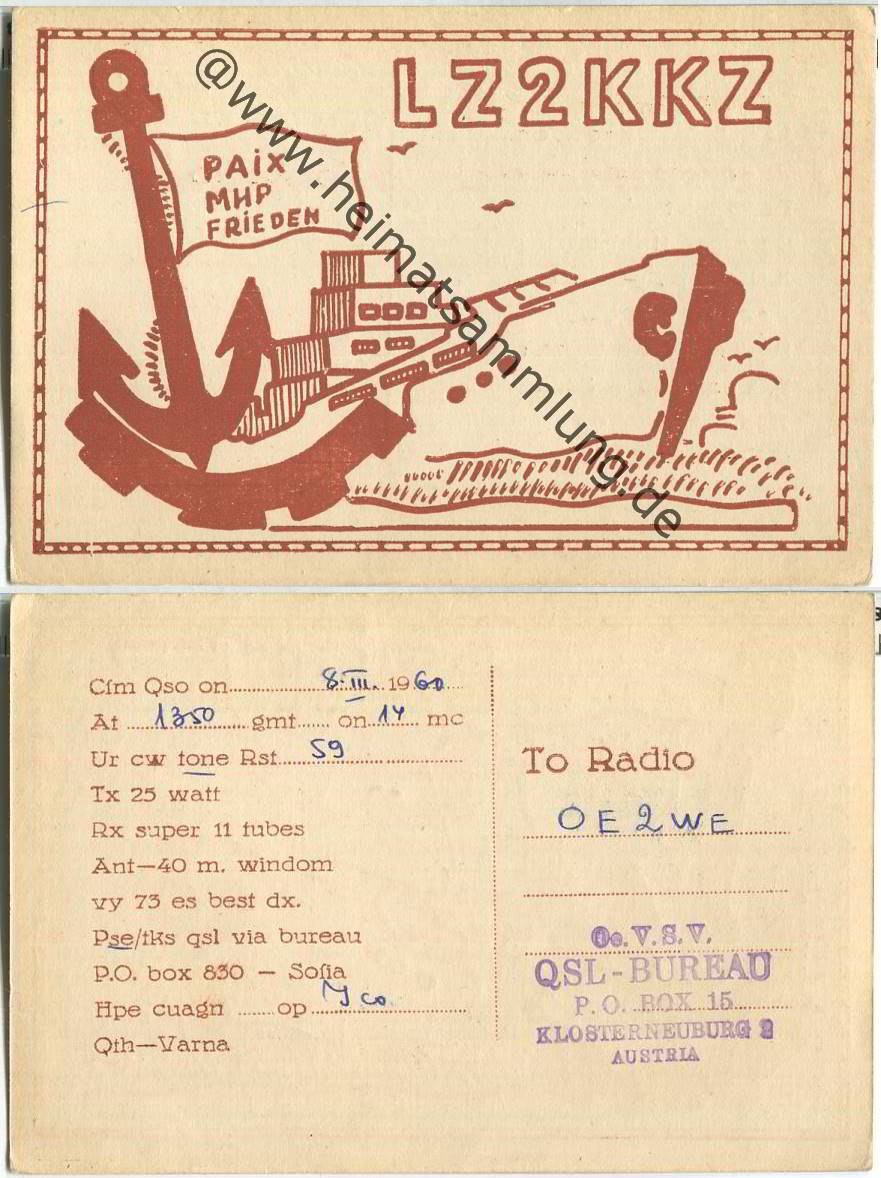 LZ2KKZ
PAiX
MHP
FRIEDEN
@www.heimatsammlung.de
Cfm Qso on 8.III. 1960
At 1350 gmt on 14 mc
Ur cw tone Rst 59
Tx 25 watt
Rx super 11 tubes
Ant—40 m. windom
vy 73 es best dx.
Pse/tks qsl via bureau
P.O. box 830 — Sofia
Hpe cuagn op
Qth—Varna
To Radio
OE2WE
Oe.V.S.V.
QSL-BUREAU
P.O. BOX 15
KLOSTERNEUBURG 2
AUSTRIA